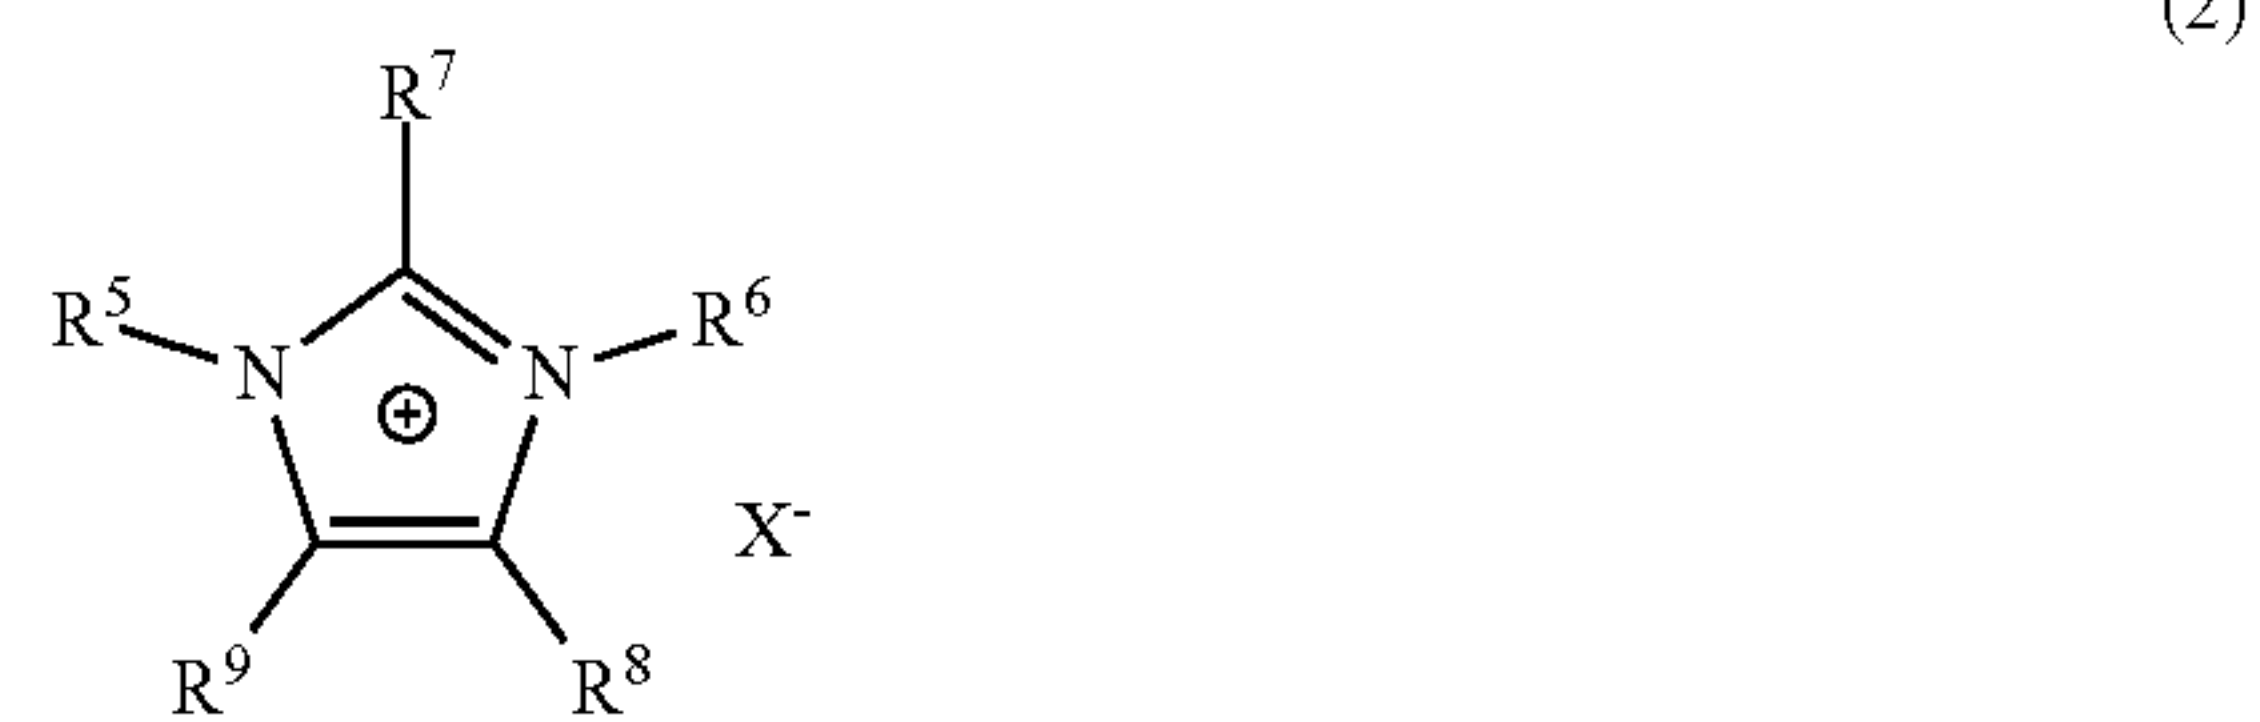 (2)
R⁷
R⁵ R⁶
N N
⊕
X⁻
R⁹ R⁸